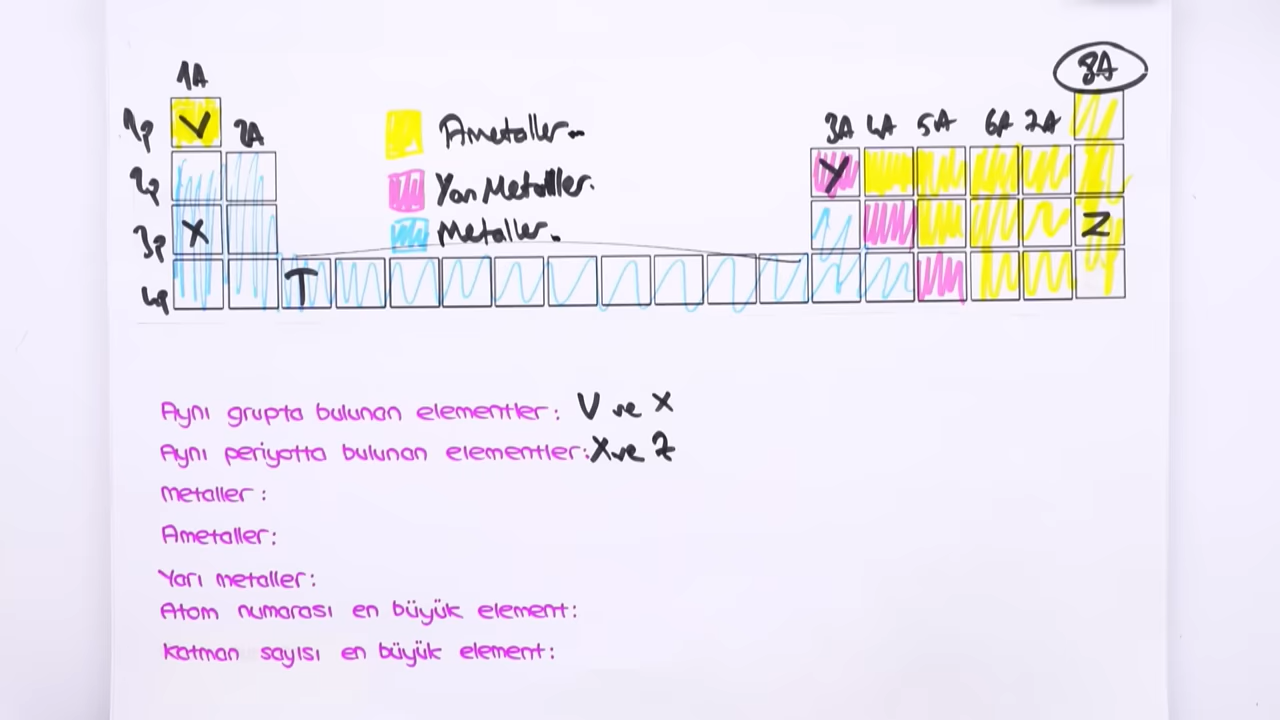 8A
1A
1p V 2A Ametaller.. 3A 4A 5A 6A 7A
2p Yarı Metalller. Y
3p X Metaller. Z
4p T
Aynı grupta bulunan elementler: V ve X
Aynı periyotta bulunan elementler: X ve Z
Metaller:
Ametaller:
Yarı metaller:
Atom numarası en büyük element:
Katman sayısı en büyük element: